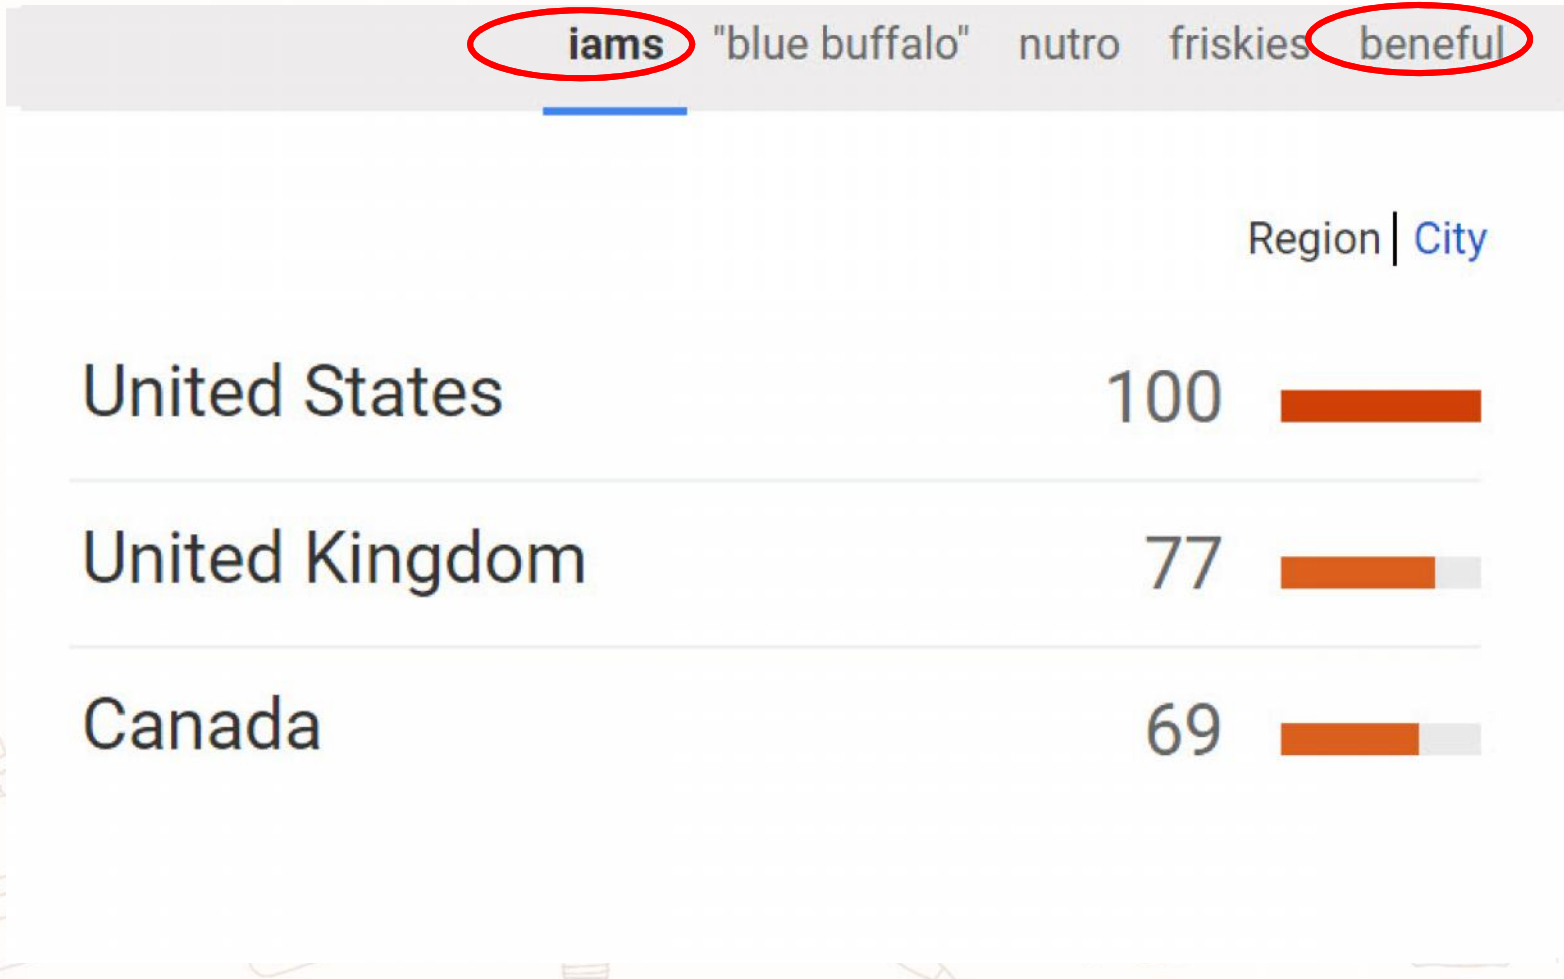 iams "blue buffalo" nutro friskies beneful
Region | City
United States 100
United Kingdom 77
Canada 69